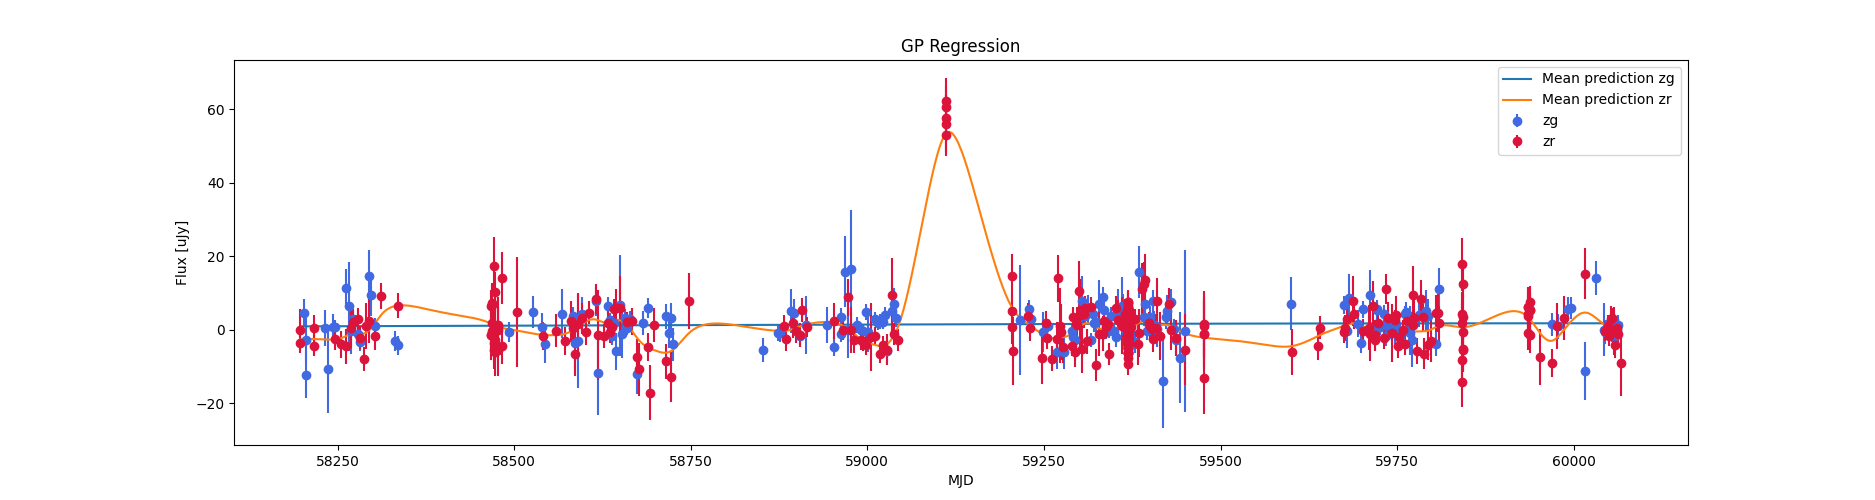 GP Regression
Flux [uJy]
60
40
20
0
−20
Mean prediction zg
Mean prediction zr
zg
zr
58250 58500 58750 59000 59250 59500 59750 60000
MJD